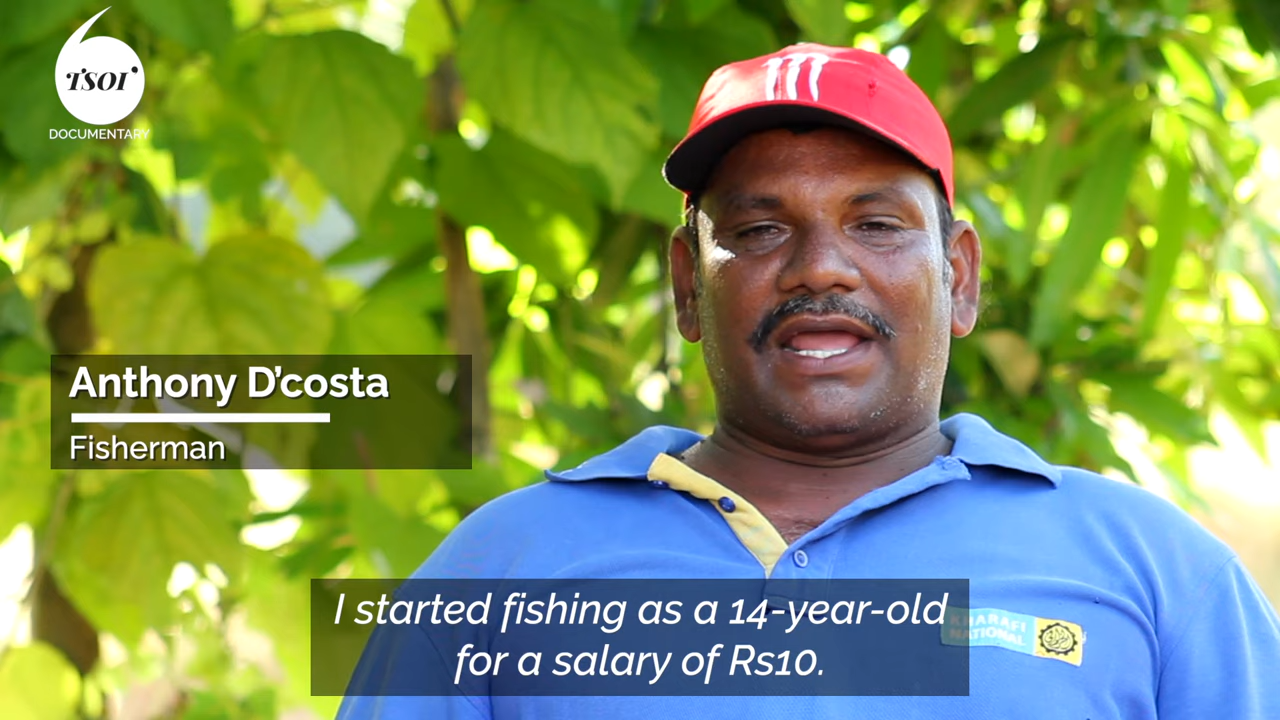 TSOI
DOCUMENTARY
Anthony D'costa
Fisherman
I started fishing as a 14-year-old
for a salary of Rs10.
KHARAFI
NATIONAL